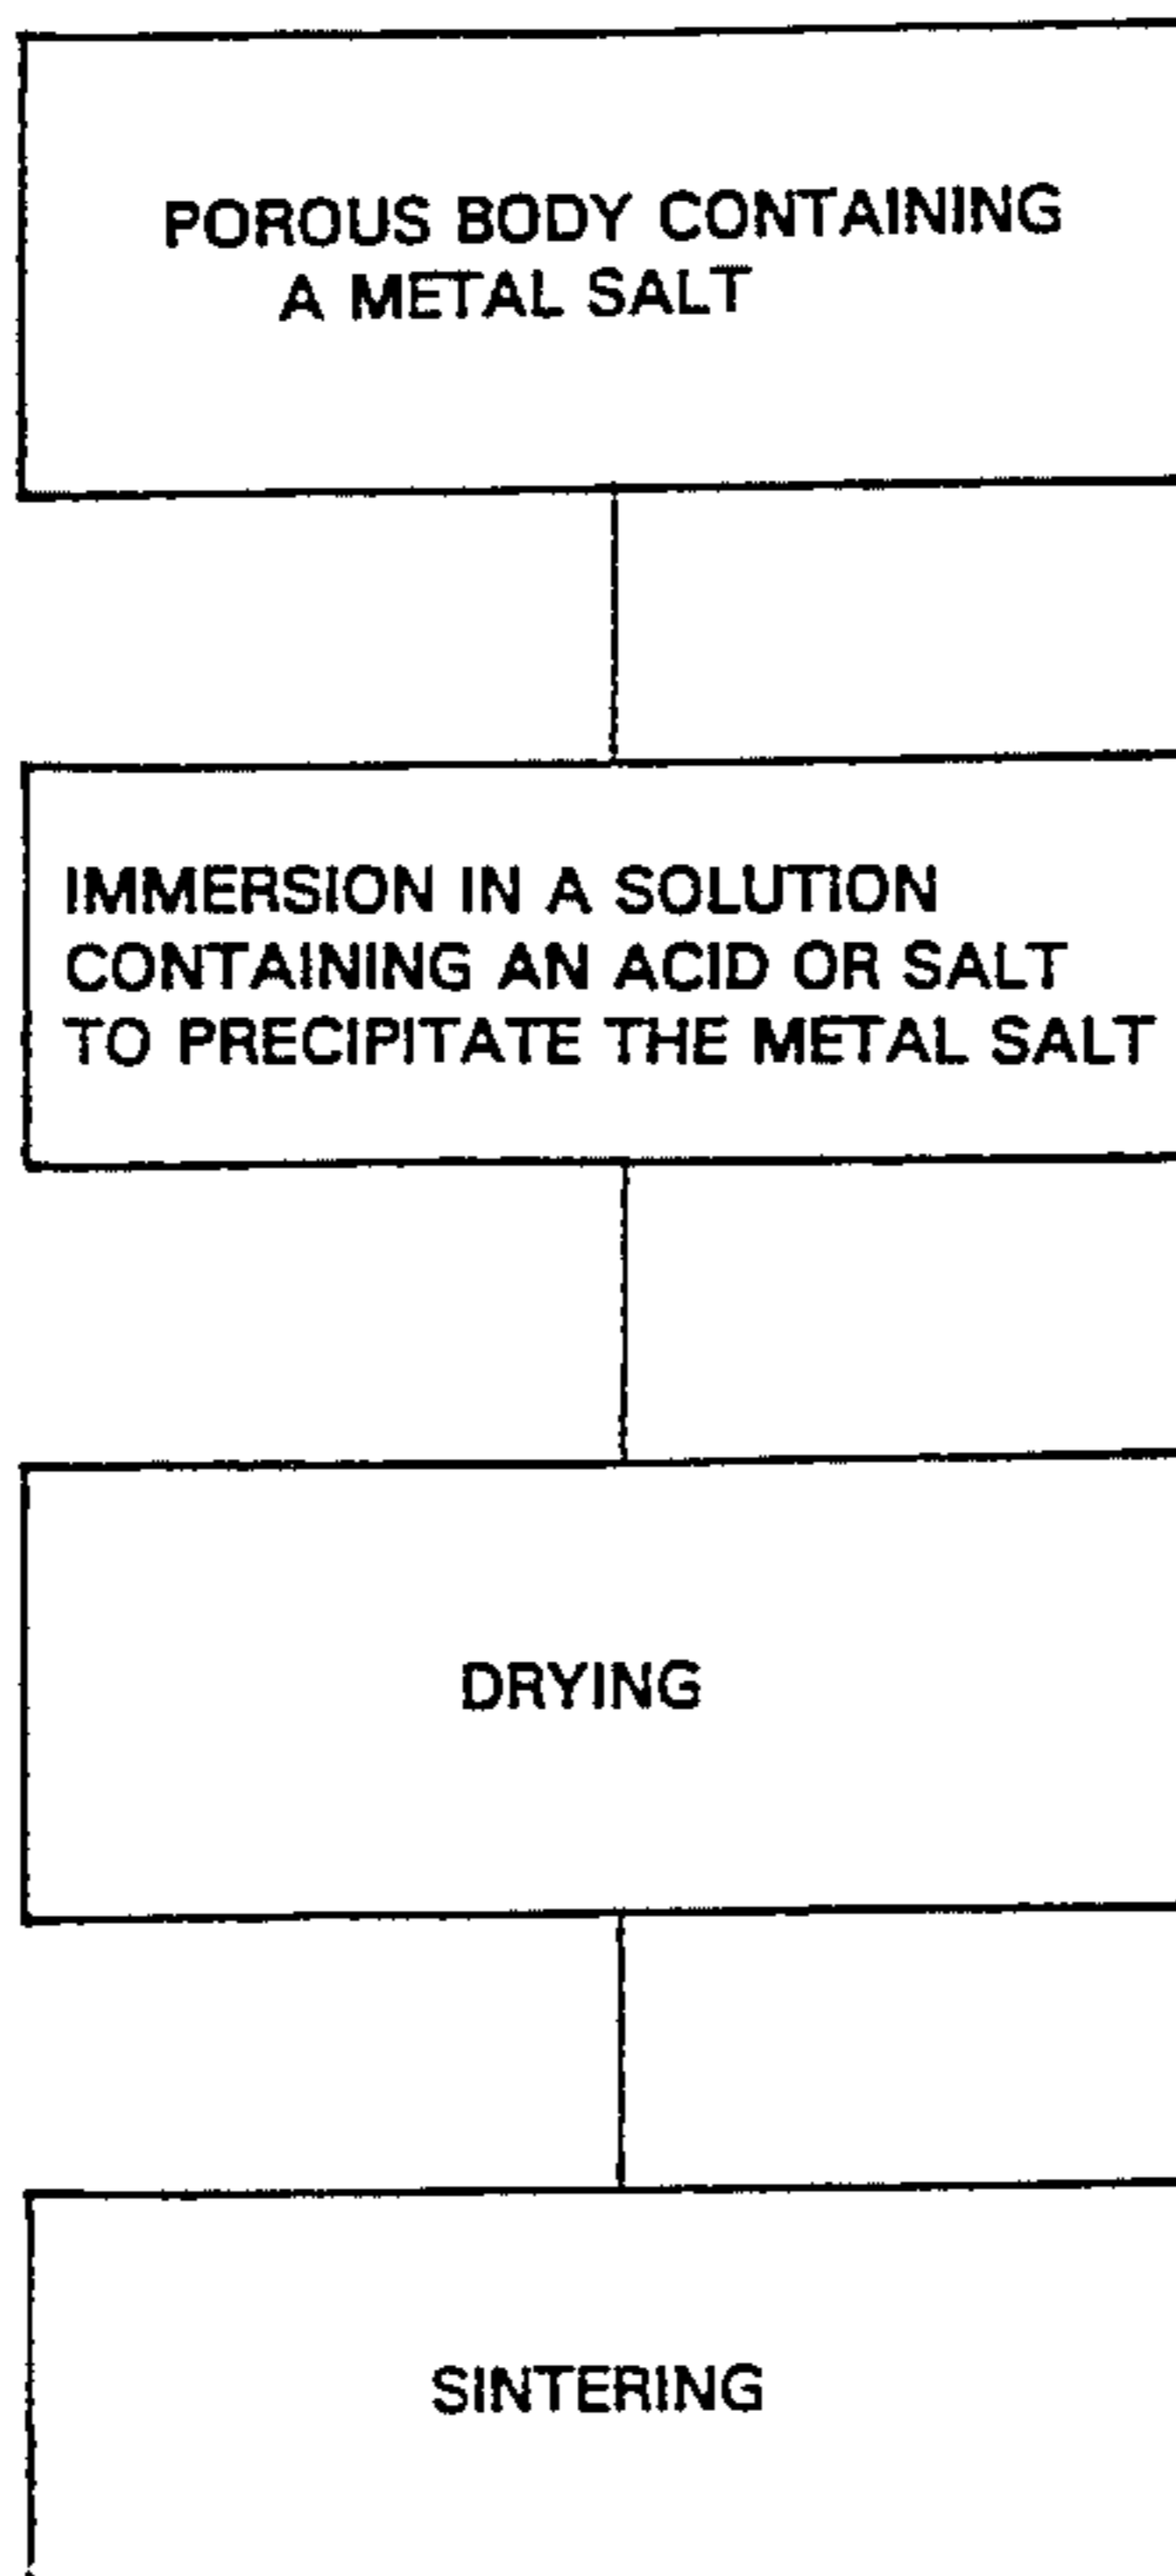 POROUS BODY CONTAINING
A METAL SALT
IMMERSION IN A SOLUTION
CONTAINING AN ACID OR SALT
TO PRECIPITATE THE METAL SALT
DRYING
SINTERING